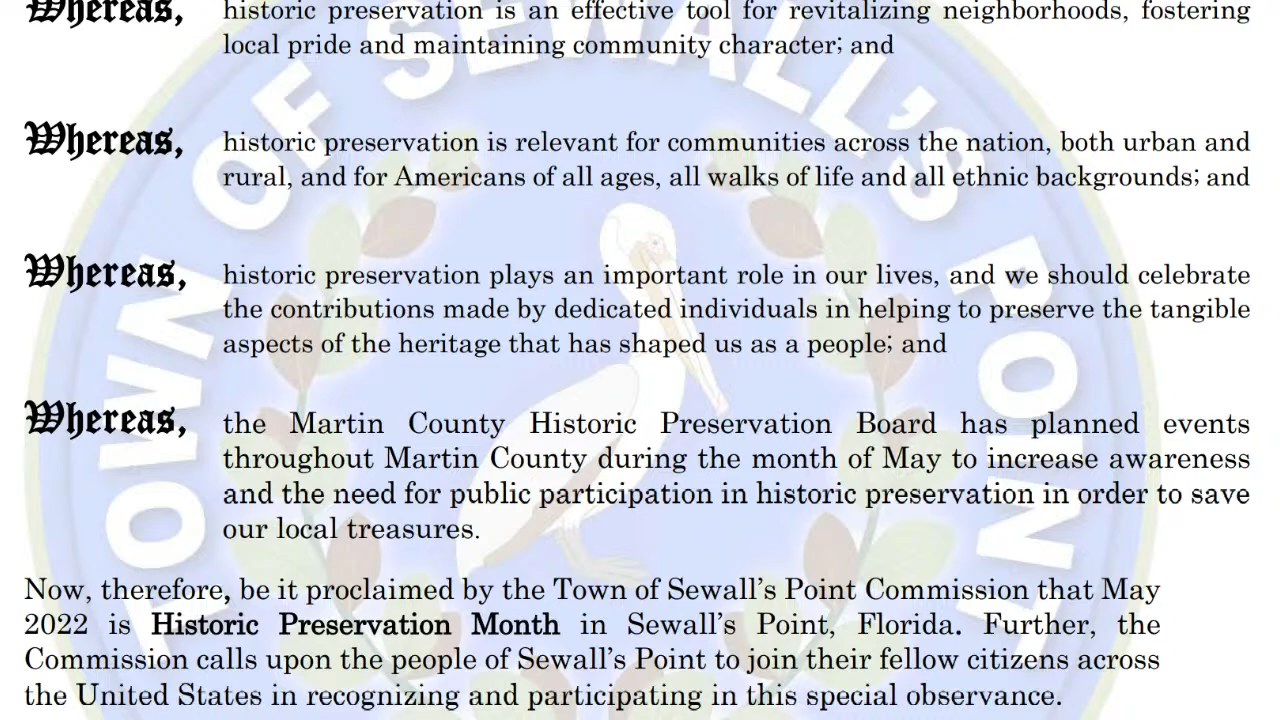 Whereas, historic preservation is an effective tool for revitalizing neighborhoods, fostering
local pride and maintaining community character; and
Whereas, historic preservation is relevant for communities across the nation, both urban and
rural, and for Americans of all ages, all walks of life and all ethnic backgrounds; and
Whereas, historic preservation plays an important role in our lives, and we should celebrate
the contributions made by dedicated individuals in helping to preserve the tangible
aspects of the heritage that has shaped us as a people; and
Whereas, the Martin County Historic Preservation Board has planned events
throughout Martin County during the month of May to increase awareness
and the need for public participation in historic preservation in order to save
our local treasures.
Now, therefore, be it proclaimed by the Town of Sewall's Point Commission that May
2022 is Historic Preservation Month in Sewall's Point, Florida. Further, the
Commission calls upon the people of Sewall's Point to join their fellow citizens across
the United States in recognizing and participating in this special observance.
TOWN OF SEWALL'S POINT